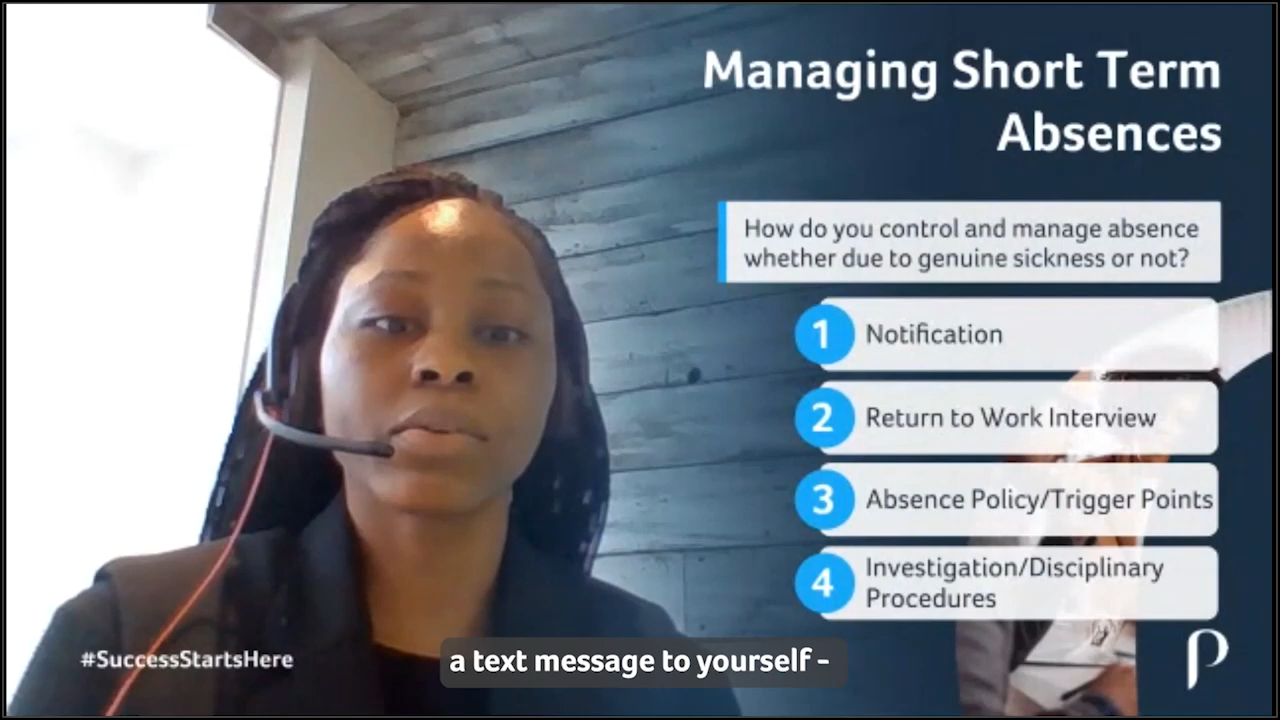 Managing Short Term
Absences
How do you control and manage absence
whether due to genuine sickness or not?
1 Notification
2 Return to Work Interview
3 Absence Policy/Trigger Points
4 Investigation/Disciplinary
Procedures
#SuccessStartsHere
a text message to yourself -
P